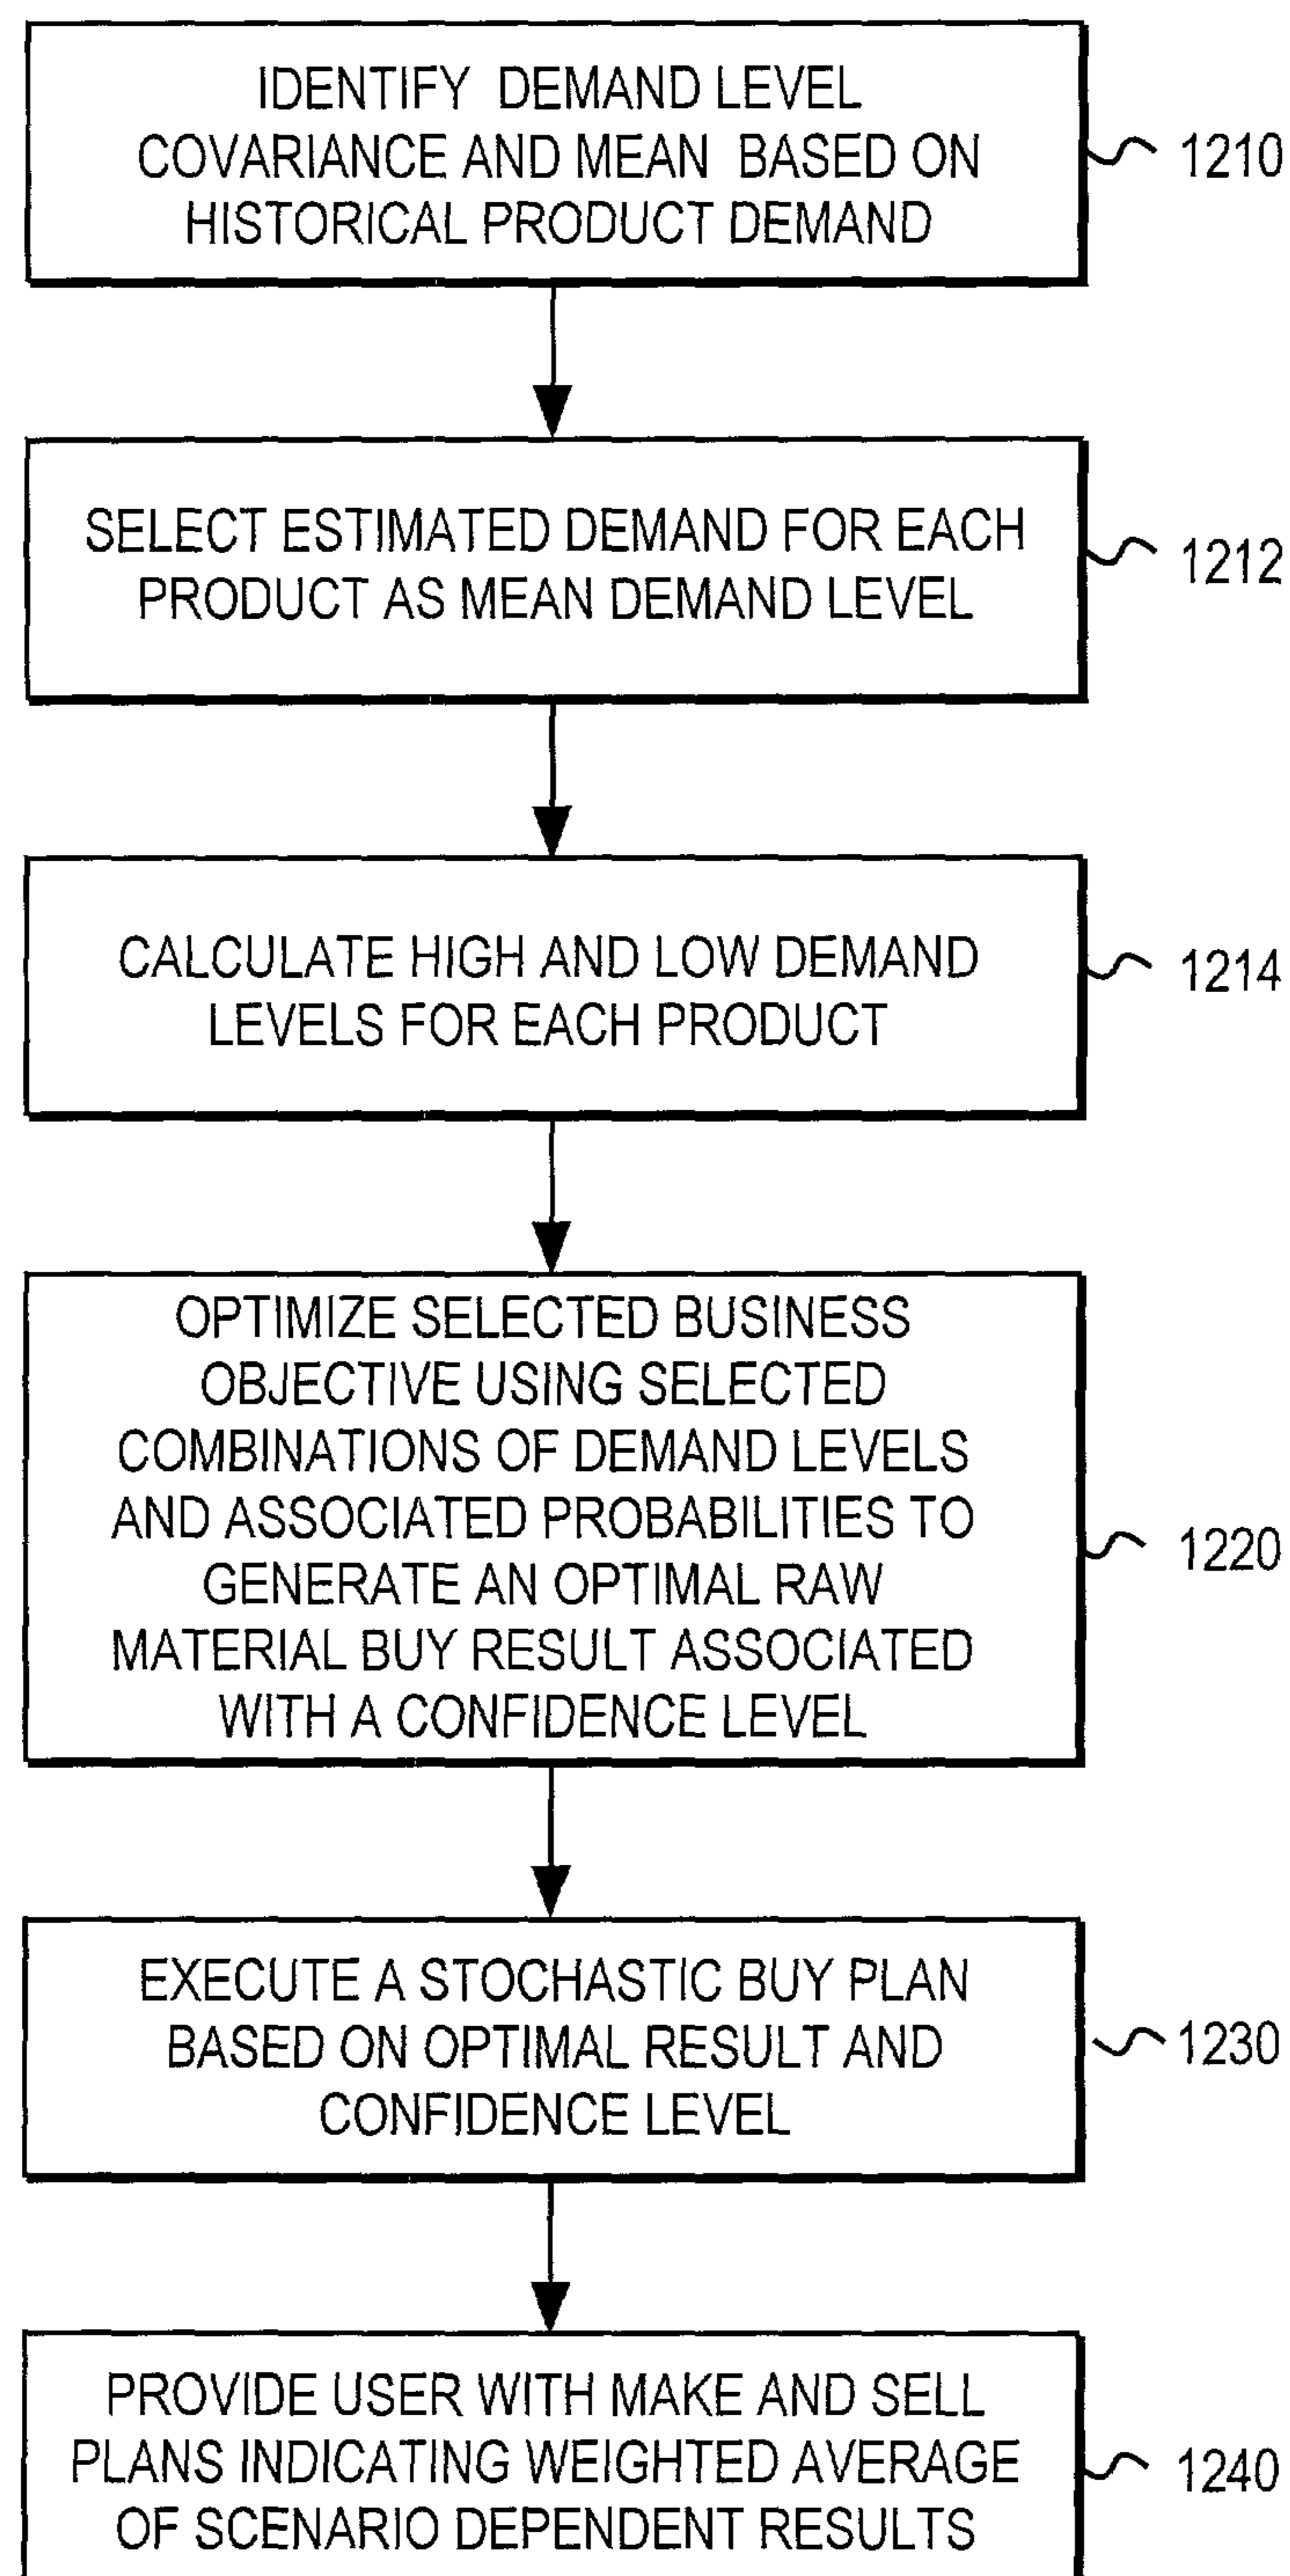 IDENTIFY DEMAND LEVEL
COVARIANCE AND MEAN BASED ON
HISTORICAL PRODUCT DEMAND
1210
SELECT ESTIMATED DEMAND FOR EACH
PRODUCT AS MEAN DEMAND LEVEL
1212
CALCULATE HIGH AND LOW DEMAND
LEVELS FOR EACH PRODUCT
1214
OPTIMIZE SELECTED BUSINESS
OBJECTIVE USING SELECTED
COMBINATIONS OF DEMAND LEVELS
AND ASSOCIATED PROBABILITIES TO
GENERATE AN OPTIMAL RAW
MATERIAL BUY RESULT ASSOCIATED
WITH A CONFIDENCE LEVEL
1220
EXECUTE A STOCHASTIC BUY PLAN
BASED ON OPTIMAL RESULT AND
CONFIDENCE LEVEL
1230
PROVIDE USER WITH MAKE AND SELL
PLANS INDICATING WEIGHTED AVERAGE
OF SCENARIO DEPENDENT RESULTS
1240